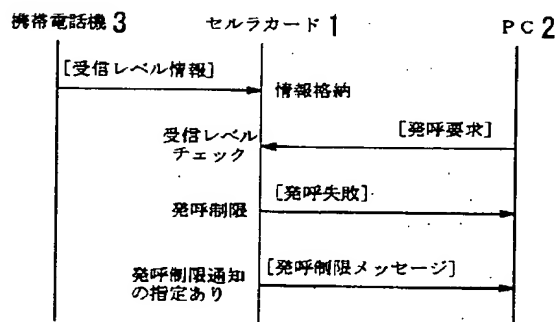 携帯電話機 3
セルラカード 1
PC 2
[受信レベル情報]
情報格納
[発呼要求]
受信レベル
チェック
[発呼失敗]
発呼制限
[発呼制限メッセージ]
発呼制限通知
の指定あり